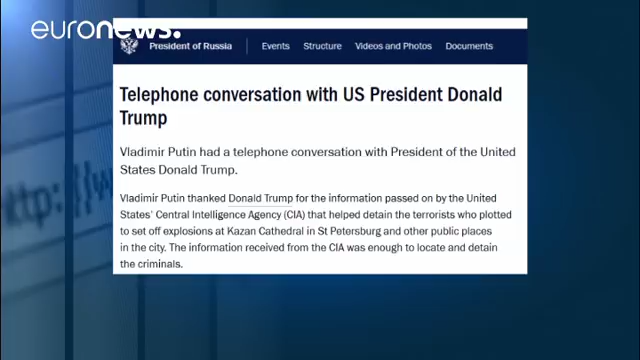 euronews.
President of Russia
Events
Structure
Videos and Photos
Documents
Telephone conversation with US President Donald
Trump
Vladimir Putin had a telephone conversation with President of the United
States Donald Trump.
Vladimir Putin thanked Donald Trump for the information passed on by the United
States' Central Intelligence Agency (CIA) that helped detain the terrorists who plotted
to set off explosions at Kazan Cathedral in St Petersburg and other public places
in the city. The information received from the CIA was enough to locate and detain
the criminals.
http://w